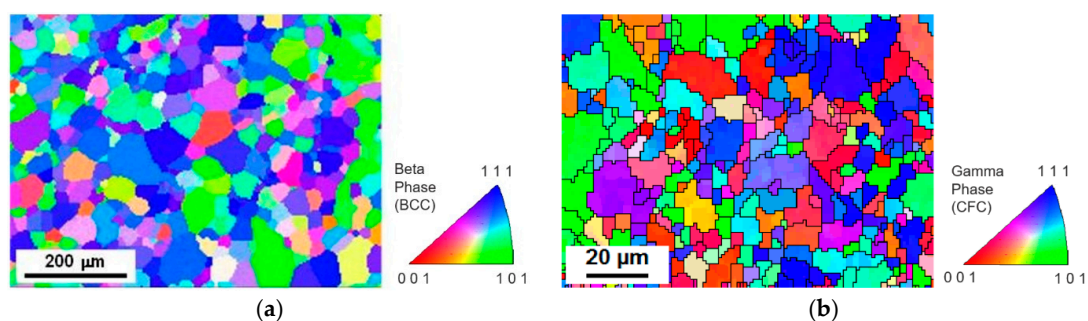 Beta
Phase
(BCC)
1 1 1
0 0 1
1 0 1
200 µm
(a)
Gamma
Phase
(CFC)
1 1 1
0 0 1
1 0 1
20 µm
(b)